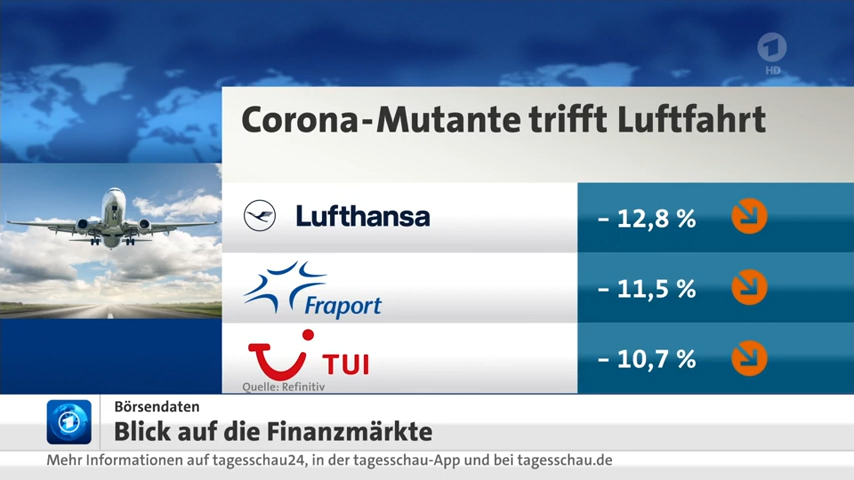 1
HD
Corona-Mutante trifft Luftfahrt
Lufthansa
- 12,8 %
Fraport
- 11,5 %
TUI
- 10,7 %
Quelle: Refinitiv
Börsendaten
Blick auf die Finanzmärkte
Mehr Informationen auf tagesschau24, in der tagesschau-App und bei tagesschau.de